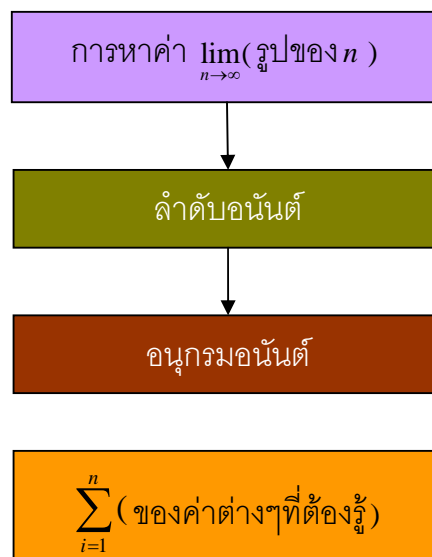 การหาค่า lim n→∞ (รูปของ n )
ลำดับอนันต์
อนุกรมอนันต์
∑ i=1 n (ของค่าต่างๆที่ต้องรู้)